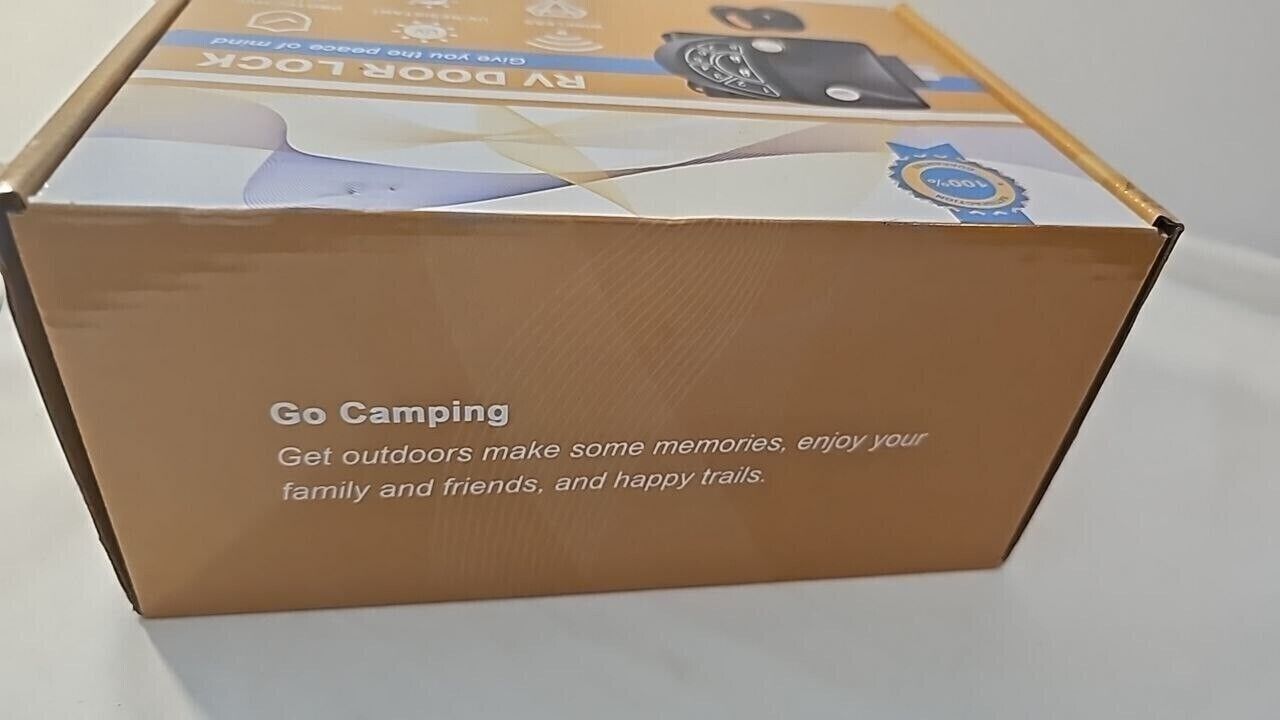 RV DOOR LOCK
Give you the peace of mind
100%
Go Camping
Get outdoors make some memories, enjoy your
family and friends, and happy trails.